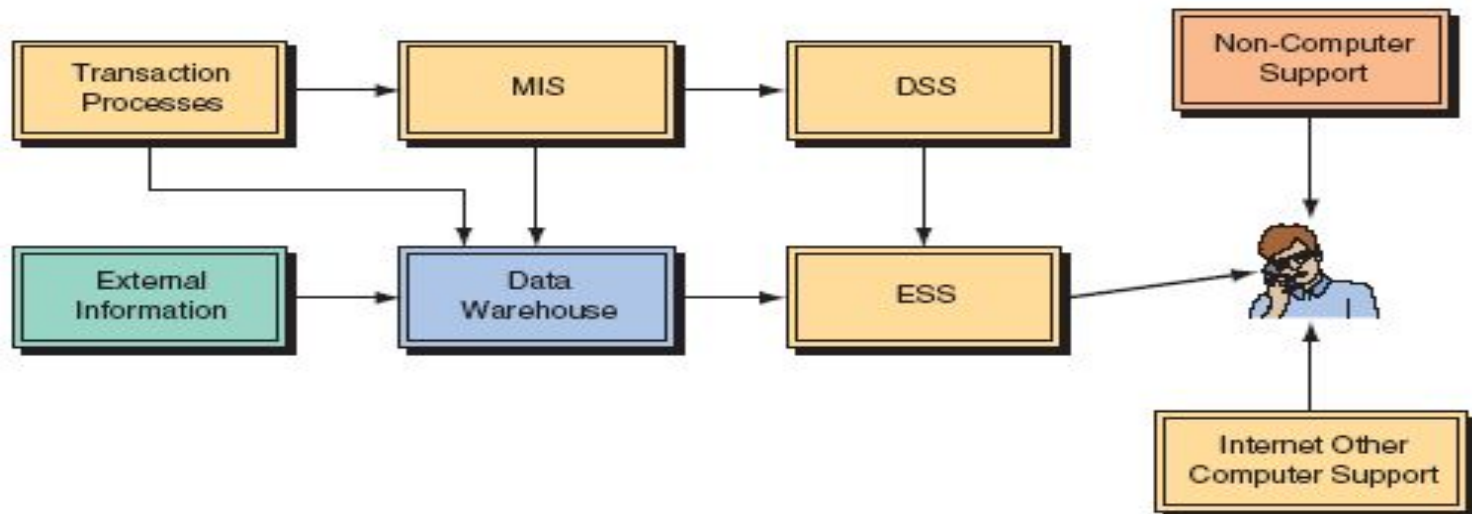 Transaction
Processes
MIS
DSS
Non-Computer
Support
External
Information
Data
Warehouse
ESS
Internet Other
Computer Support